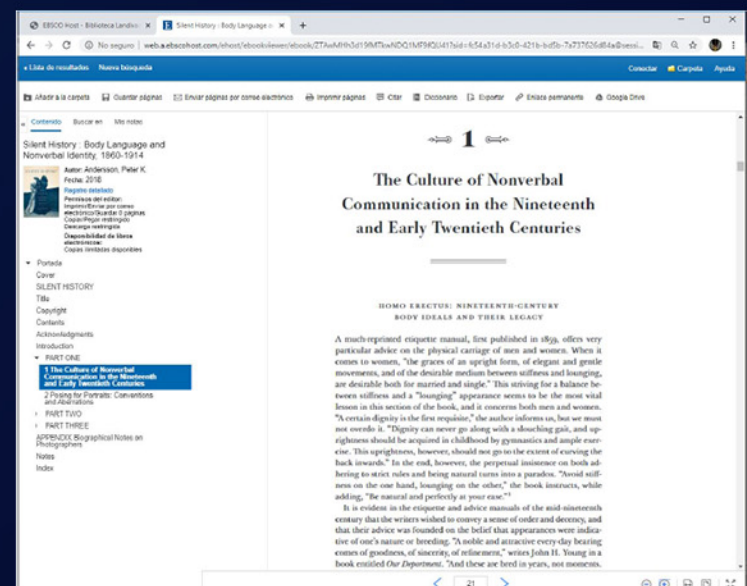 EBSCO Host - Biblioteca Landiv
Silent History : Body Language a
No seguro
web.a.ebscohost.com/ehost/ebookviewer/ebook/
« Lista de resultados Nueva búsqueda
Conectar Carpeta Ayuda
Añadir a la carpeta Guardar páginas Enviar páginas por correo electrónico Imprimir páginas Citar Diccionario Exportar Enlace permanente Google Drive
Contenido Buscar en Mis notas
Silent History : Body Language and
Nonverbal Identity, 1860-1914
Autor: Andersson, Peter K.
Fecha: 2018
Registro detallado
Permisos del editor:
Imprimir/Enviar por correo
electrónico/Guardar 0 páginas
Copiar/Pegar restringido
Descarga restringida
Disponibilidad de libros
electrónicos:
Copias ilimitadas disponibles
Portada
Cover
SILENT HISTORY
Title
Copyright
Contents
Acknowledgments
Introduction
PART ONE
1 The Culture of Nonverbal
Communication in the Nineteenth
and Early Twentieth Centuries
2 Posing for Portraits: Conventions
and Aberrations
PART TWO
PART THREE
APPENDIX Biographical Notes on
Photographers
Notes
Index
1
The Culture of Nonverbal
Communication in the Nineteenth
and Early Twentieth Centuries
HOMO ERECTUS: NINETEENTH-CENTURY
BODY IDEALS AND THEIR LEGACY
A much-reprinted etiquette manual, first published in 1859, offers very
particular advice on the physical carriage of men and women. When it
comes to women, "the graces of an upright form, of elegant and gentle
movements, and of the desirable medium between stiffness and lounging,
are desirable both for married and single." This striving for a balance be-
tween stiffness and a "lounging" appearance seems to be the most vital
lesson in this section of the book, and it concerns both men and women.
"A certain dignity is the first requisite," the author informs us, but we must
not overdo it. "Dignity can never go along with a slouching gait, and up-
rightness should be acquired in childhood by gymnastics and ample exer-
cise. This uprightness, however, should not go to the extent of curving the
back inwards." In the end, however, the perpetual insistence on both ad-
hering to strict rules and being natural turns into a paradox. "Avoid stiff-
ness on the one hand, lounging on the other," the book instructs, while
adding, "Be natural and perfectly at your ease."1
It is evident in the etiquette and advice manuals of the mid-nineteenth
century that the writers wished to convey a sense of order and decency, and
that their advice was founded on the belief that appearances were indica-
tive of one's nature or breeding. "A noble and attractive every-day bearing
comes of goodness, of sincerity, of refinement," writes John H. Young in a
book entitled Our Deportment. "And these are bred in years, not moments.
21